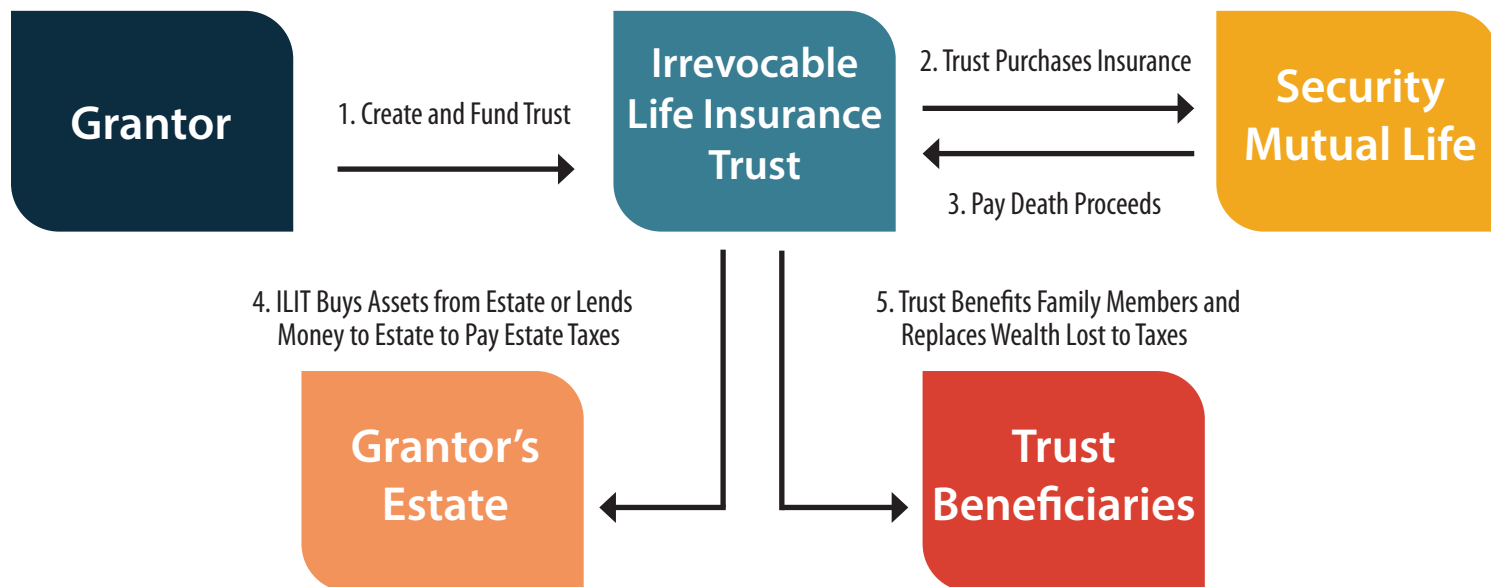 Grantor
1. Create and Fund Trust
Irrevocable
Life Insurance
Trust
2. Trust Purchases Insurance
3. Pay Death Proceeds
Security
Mutual Life
4. ILIT Buys Assets from Estate or Lends
Money to Estate to Pay Estate Taxes
5. Trust Benefits Family Members and
Replaces Wealth Lost to Taxes
Grantor’s
Estate
Trust
Beneficiaries